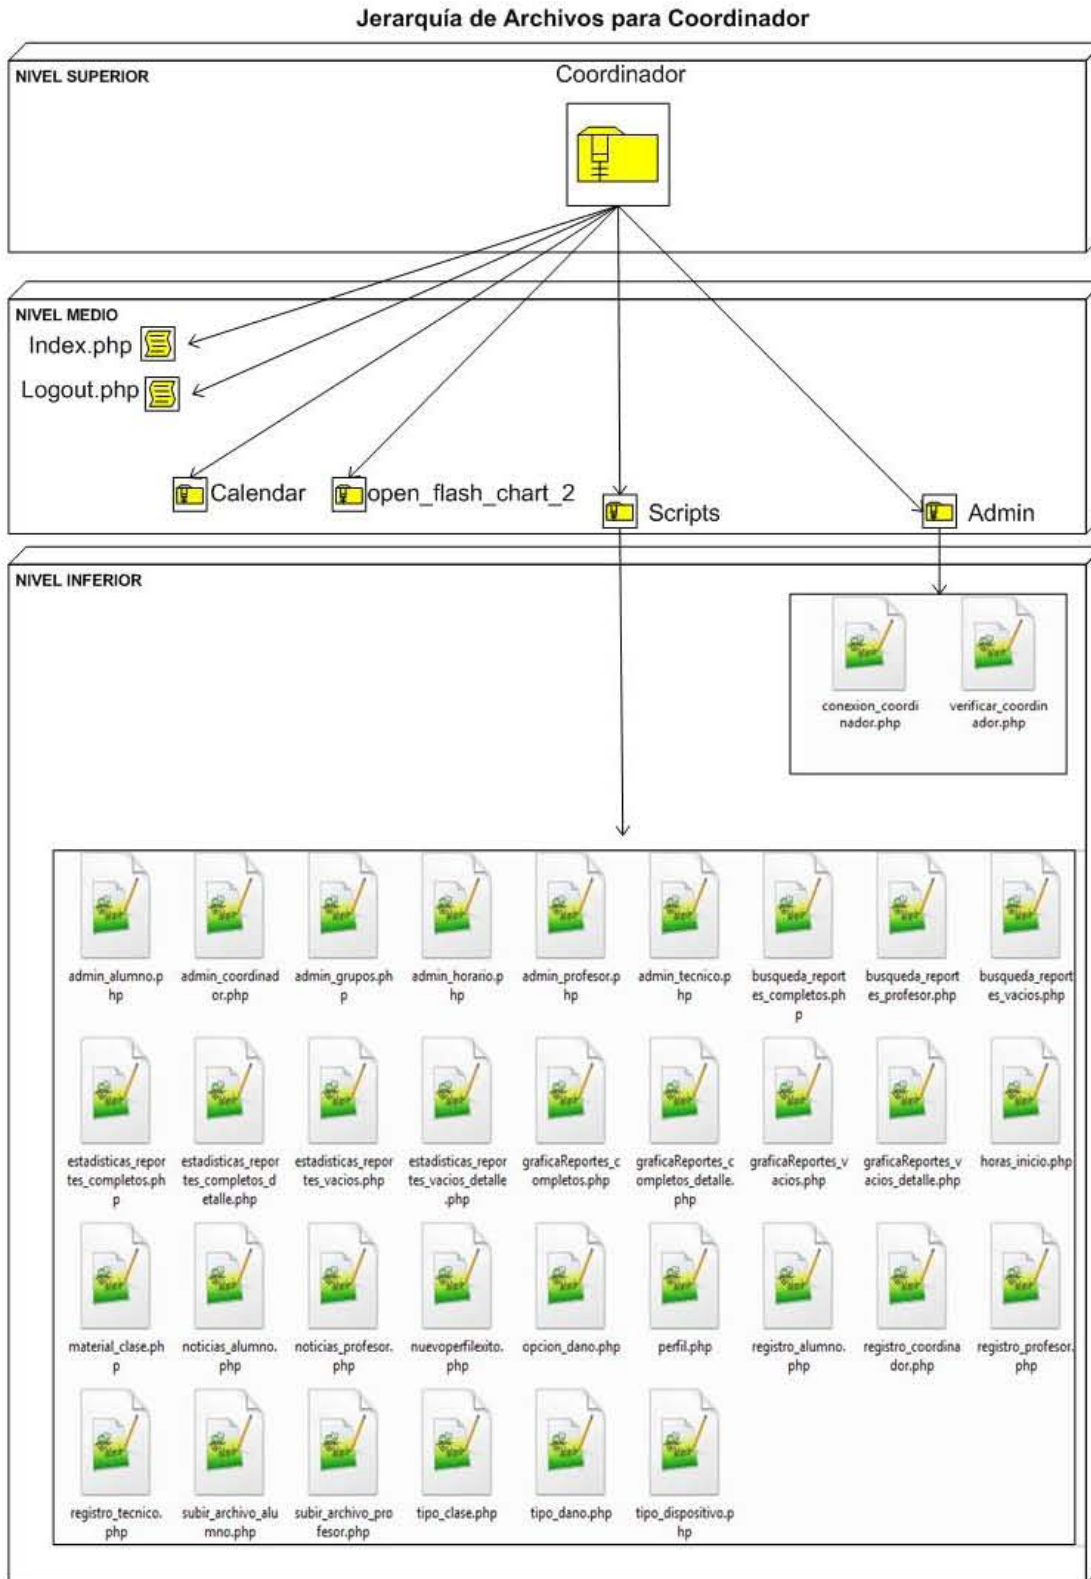 Jerarquía de Archivos para Coordinador
NIVEL SUPERIOR
Coordinador
NIVEL MEDIO
Index.php
Logout.php
Calendar
open_flash_chart_2
Scripts
Admin
NIVEL INFERIOR
conexion_coordi
nador.php
verificar_coordin
ador.php
admin_alumno.p
hp
admin_coordinad
or.php
admin_grupos.ph
p
admin_horario.p
hp
admin_profesor.p
hp
admin_tecnico.p
hp
busqueda_report
es_completos.ph
p
busqueda_report
es_profesor.php
busqueda_report
es_vacios.php
estadisticas_repor
tes_completos.ph
p
estadisticas_repor
tes_completos_d
etalle.php
estadisticas_repor
tes_vacios.php
estadisticas_repor
tes_vacios_detalle
.php
graficaReportes_c
ompletos.php
graficaReportes_c
ompletos_detalle.
php
graficaReportes_v
acios.php
graficaReportes_v
acios_detalle.php
horas_inicio.php
material_clase.ph
p
noticias_alumno.
php
noticias_profesor.
php
nuevoperfilexito.
php
opcion_dano.php
perfil.php
registro_alumno.
php
registro_coordina
dor.php
registro_profesor.
php
registro_tecnico.
php
subir_archivo_alu
mno.php
subir_archivo_pro
fesor.php
tipo_clase.php
tipo_dano.php
tipo_dispositivo.p
hp